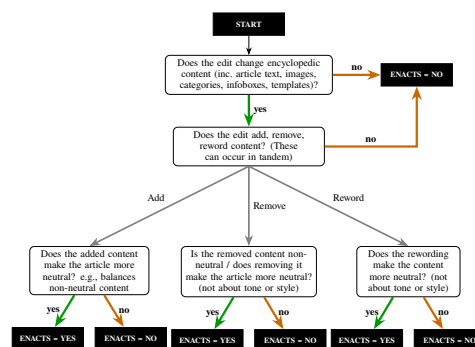 START
Does the edit change encyclopedic
content (inc. article text, images,
categories, infoboxes, templates)?
no
ENACTS = NO
yes
Does the edit add, remove,
reword content? (These
can occur in tandem)
no
Add
Remove
Reword
Does the added content
make the article more
neutral? e.g., balances
non-neutral content
Is the removed content non-
neutral / does removing it
make the article more neutral?
(not about tone or style)
Does the rewording
make the content
more neutral? (not
about tone or style)
yes
no
yes
no
yes
no
ENACTS = YES
ENACTS = NO
ENACTS = YES
ENACTS = NO
ENACTS = YES
ENACTS = NO